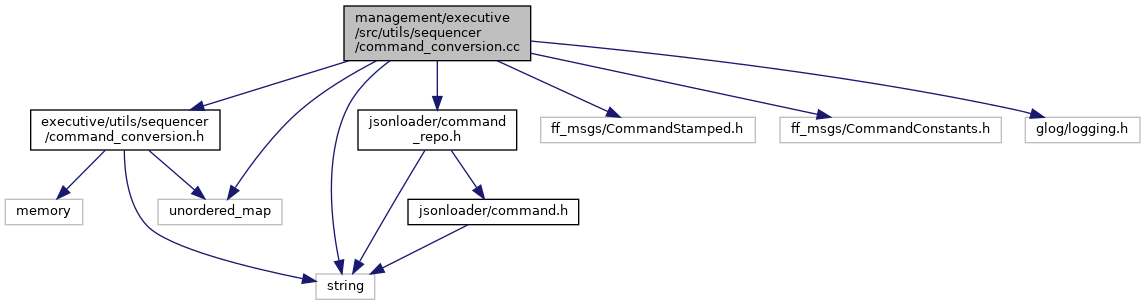 management/executive
/src/utils/sequencer
/command_conversion.cc
executive/utils/sequencer
/command_conversion.h
jsonloader/command
_repo.h
ff_msgs/CommandStamped.h
ff_msgs/CommandConstants.h
glog/logging.h
memory
unordered_map
jsonloader/command.h
string